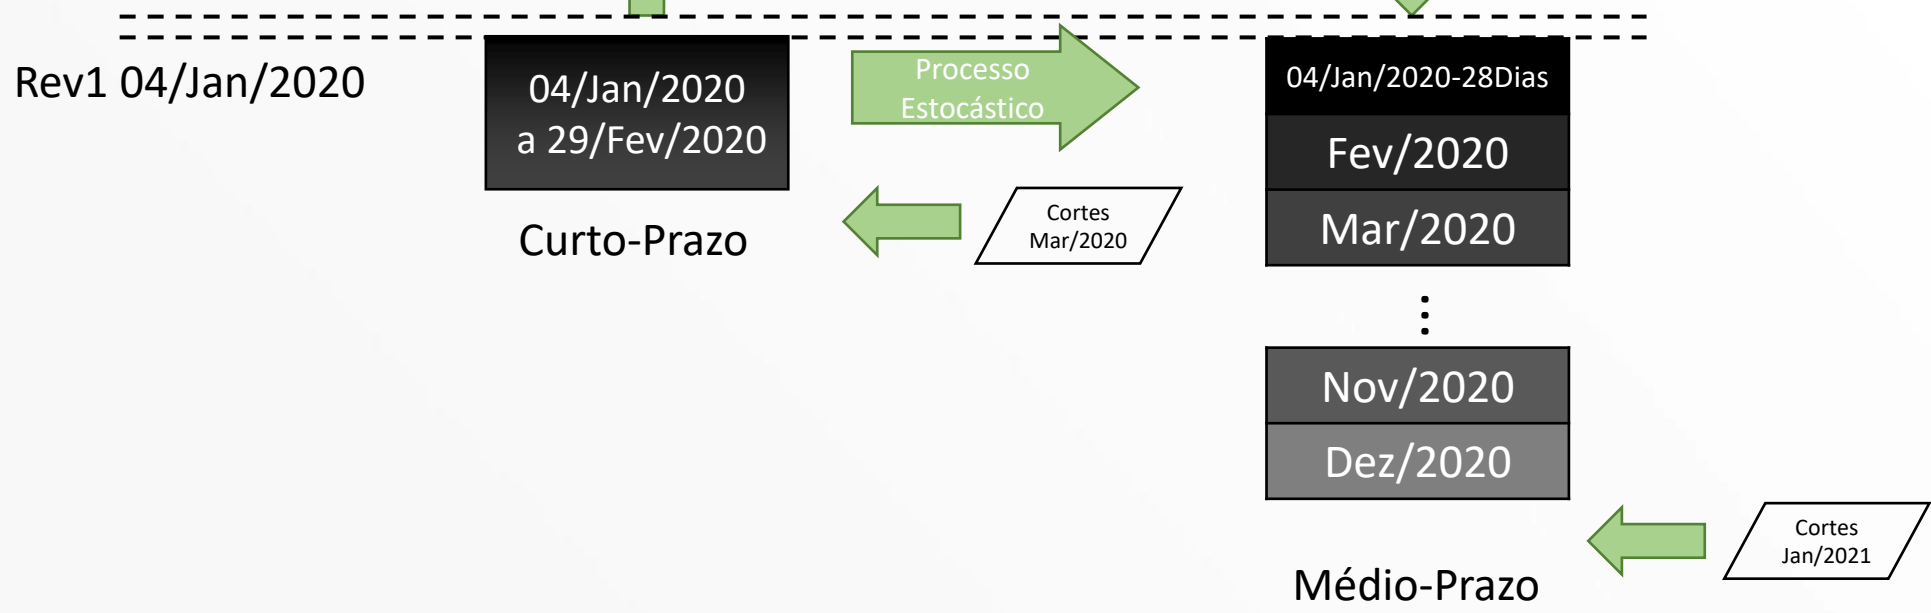 Rev1 04/Jan/2020
04/Jan/2020
a 29/Fev/2020
Curto-Prazo
Processo
Estocástico
Cortes
Mar/2020
04/Jan/2020-28Dias
Fev/2020
Mar/2020
...
Nov/2020
Dez/2020
Médio-Prazo
Cortes
Jan/2021